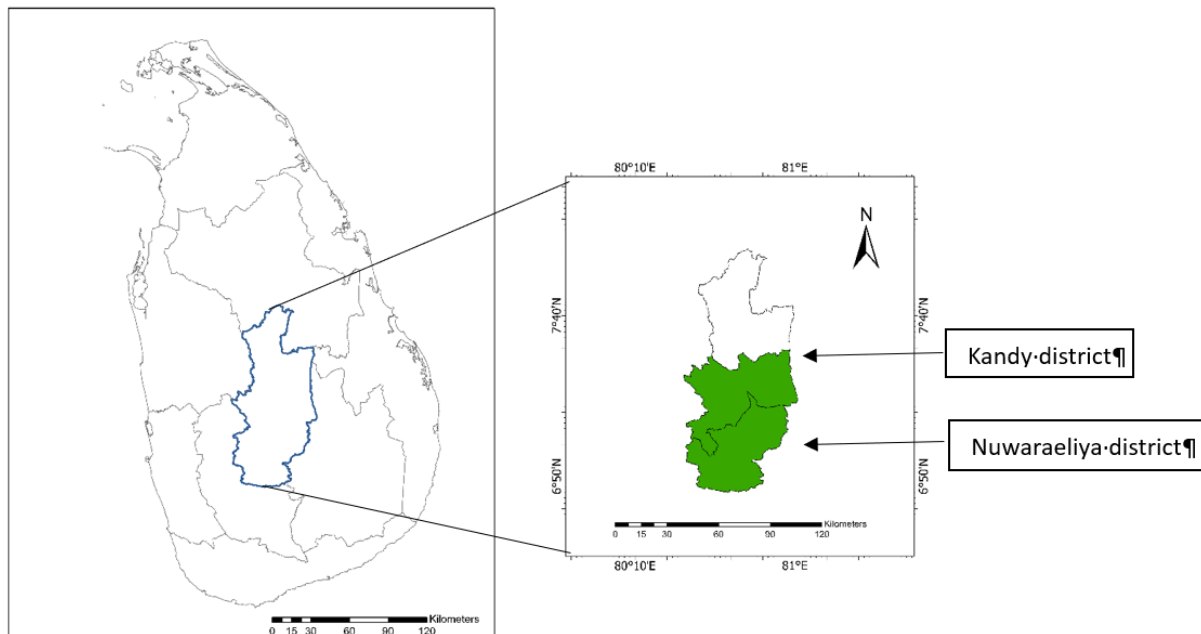 Kilometers
0 15 30 60 90 120
80°10'E 81°E
N
7°40'N 7°40'N
6°50'N 6°50'N
Kandy·district¶
Nuwaraeliya·district¶
Kilometers
0 15 30 60 90 120
80°10'E 81°E